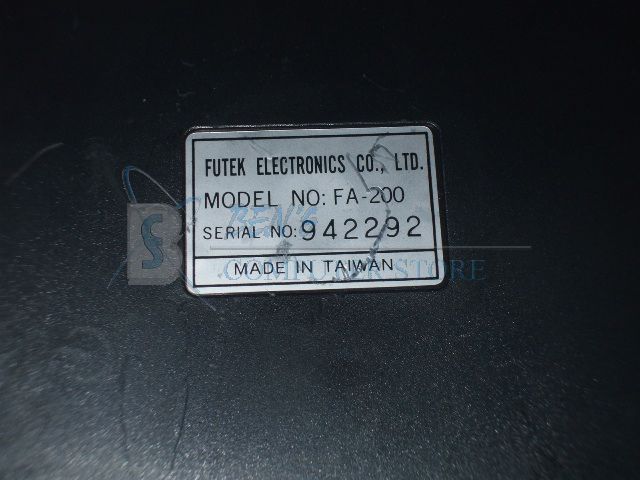 FUTEK ELECTRONICS CO., LTD.
MODEL NO: FA-200
SERIAL NO: 942292
MADE IN TAIWAN
BEN'S
COMPUTER STORE